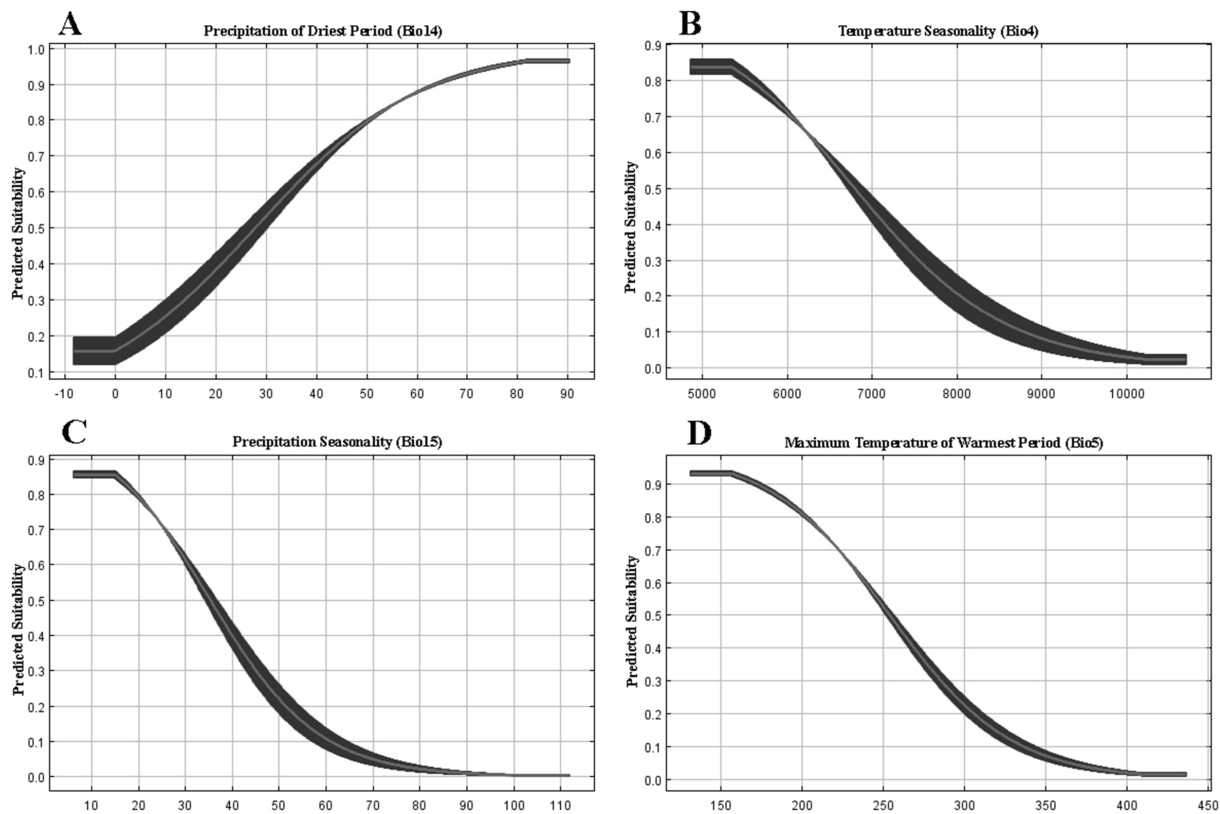 A
Precipitation of Driest Period (Bio14)
Predicted Suitability
1.0
0.9
0.8
0.7
0.6
0.5
0.4
0.3
0.2
0.1
-10 0 10 20 30 40 50 60 70 80 90
B
Temperature Seasonality (Bio4)
Predicted Suitability
0.9
0.8
0.7
0.6
0.5
0.4
0.3
0.2
0.1
0.0
5000 6000 7000 8000 9000 10000
C
Precipitation Seasonality (Bio15)
Predicted Suitability
0.9
0.8
0.7
0.6
0.5
0.4
0.3
0.2
0.1
0.0
10 20 30 40 50 60 70 80 90 100 110
D
Maximum Temperature of Warmest Period (Bio5)
Predicted Suitability
0.9
0.8
0.7
0.6
0.5
0.4
0.3
0.2
0.1
0.0
150 200 250 300 350 400 450